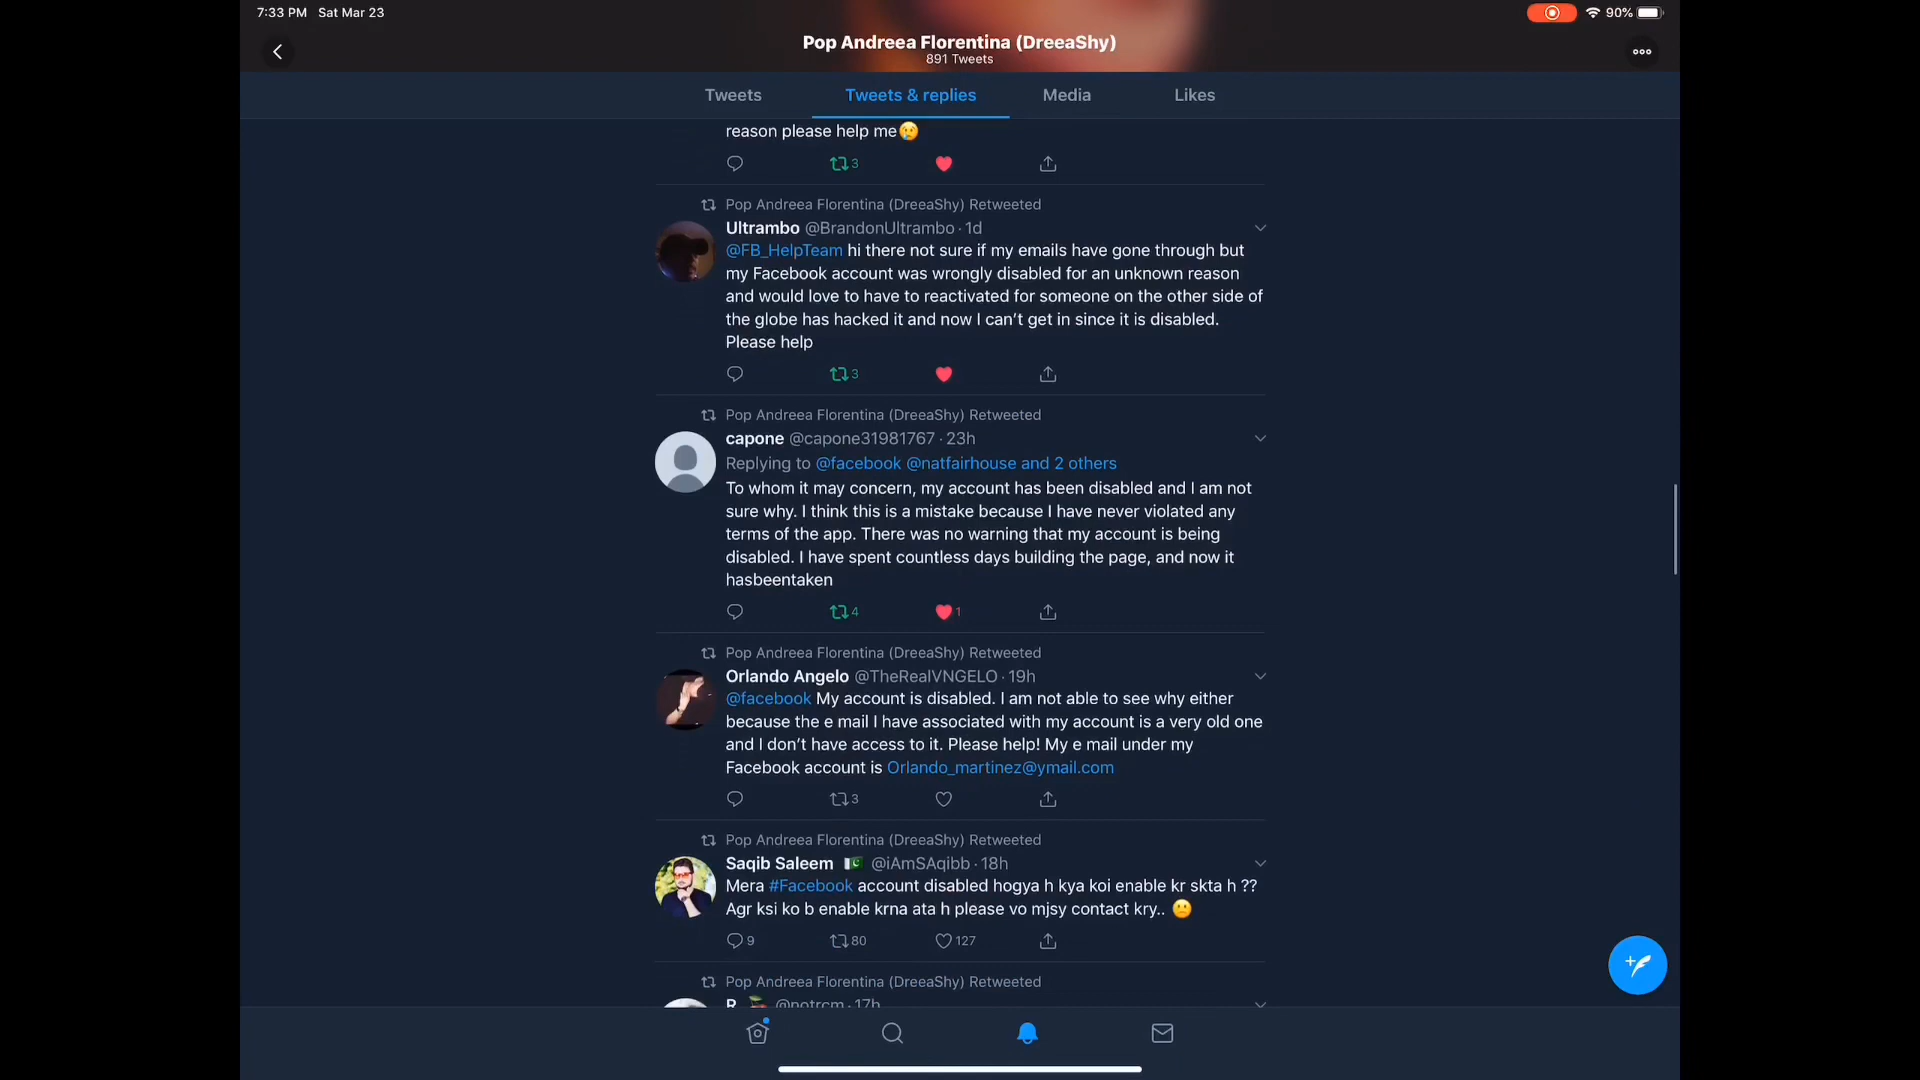 7:33 PM Sat Mar 23
90%
Pop Andreea Florentina (DreeaShy)
891 Tweets
Tweets
Tweets & replies
Media
Likes
reason please help me😢
3
Pop Andreea Florentina (DreeaShy) Retweeted
Ultrambo @BrandonUltrambo · 1d
@FB_HelpTeam hi there not sure if my emails have gone through but
my Facebook account was wrongly disabled for an unknown reason
and would love to have to reactivated for someone on the other side of
the globe has hacked it and now I can’t get in since it is disabled.
Please help
3
Pop Andreea Florentina (DreeaShy) Retweeted
capone @capone31981767 · 23h
Replying to @facebook @natfairhouse and 2 others
To whom it may concern, my account has been disabled and I am not
sure why. I think this is a mistake because I have never violated any
terms of the app. There was no warning that my account is being
disabled. I have spent countless days building the page, and now it
hasbeentaken
4 1
Pop Andreea Florentina (DreeaShy) Retweeted
Orlando Angelo @TheRealVNGELO · 19h
@facebook My account is disabled. I am not able to see why either
because the e mail I have associated with my account is a very old one
and I don’t have access to it. Please help! My e mail under my
Facebook account is Orlando_martinez@ymail.com
3
Pop Andreea Florentina (DreeaShy) Retweeted
Saqib Saleem 🇵🇰 @iAmSAqibb · 18h
Mera #Facebook account disabled hogya h kya koi enable kr skta h ??
Agr ksi ko b enable krna ata h please vo mjsy contact kry.. 🙁
9 80 127
Pop Andreea Florentina (DreeaShy) Retweeted
R @notrcm · 17h